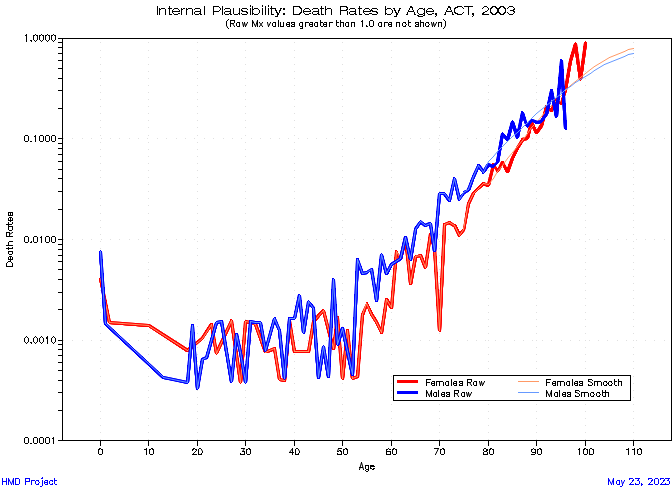 Internal Plausibility: Death Rates by Age, ACT, 2003
(Raw Mx values greater than 1.0 are not shown)
1.0000
0.1000
0.0100
0.0010
0.0001
Death Rates
0 10 20 30 40 50 60 70 80 90 100 110
Age
Females Raw Females Smooth
Males Raw Males Smooth
HMD Project May 23, 2023